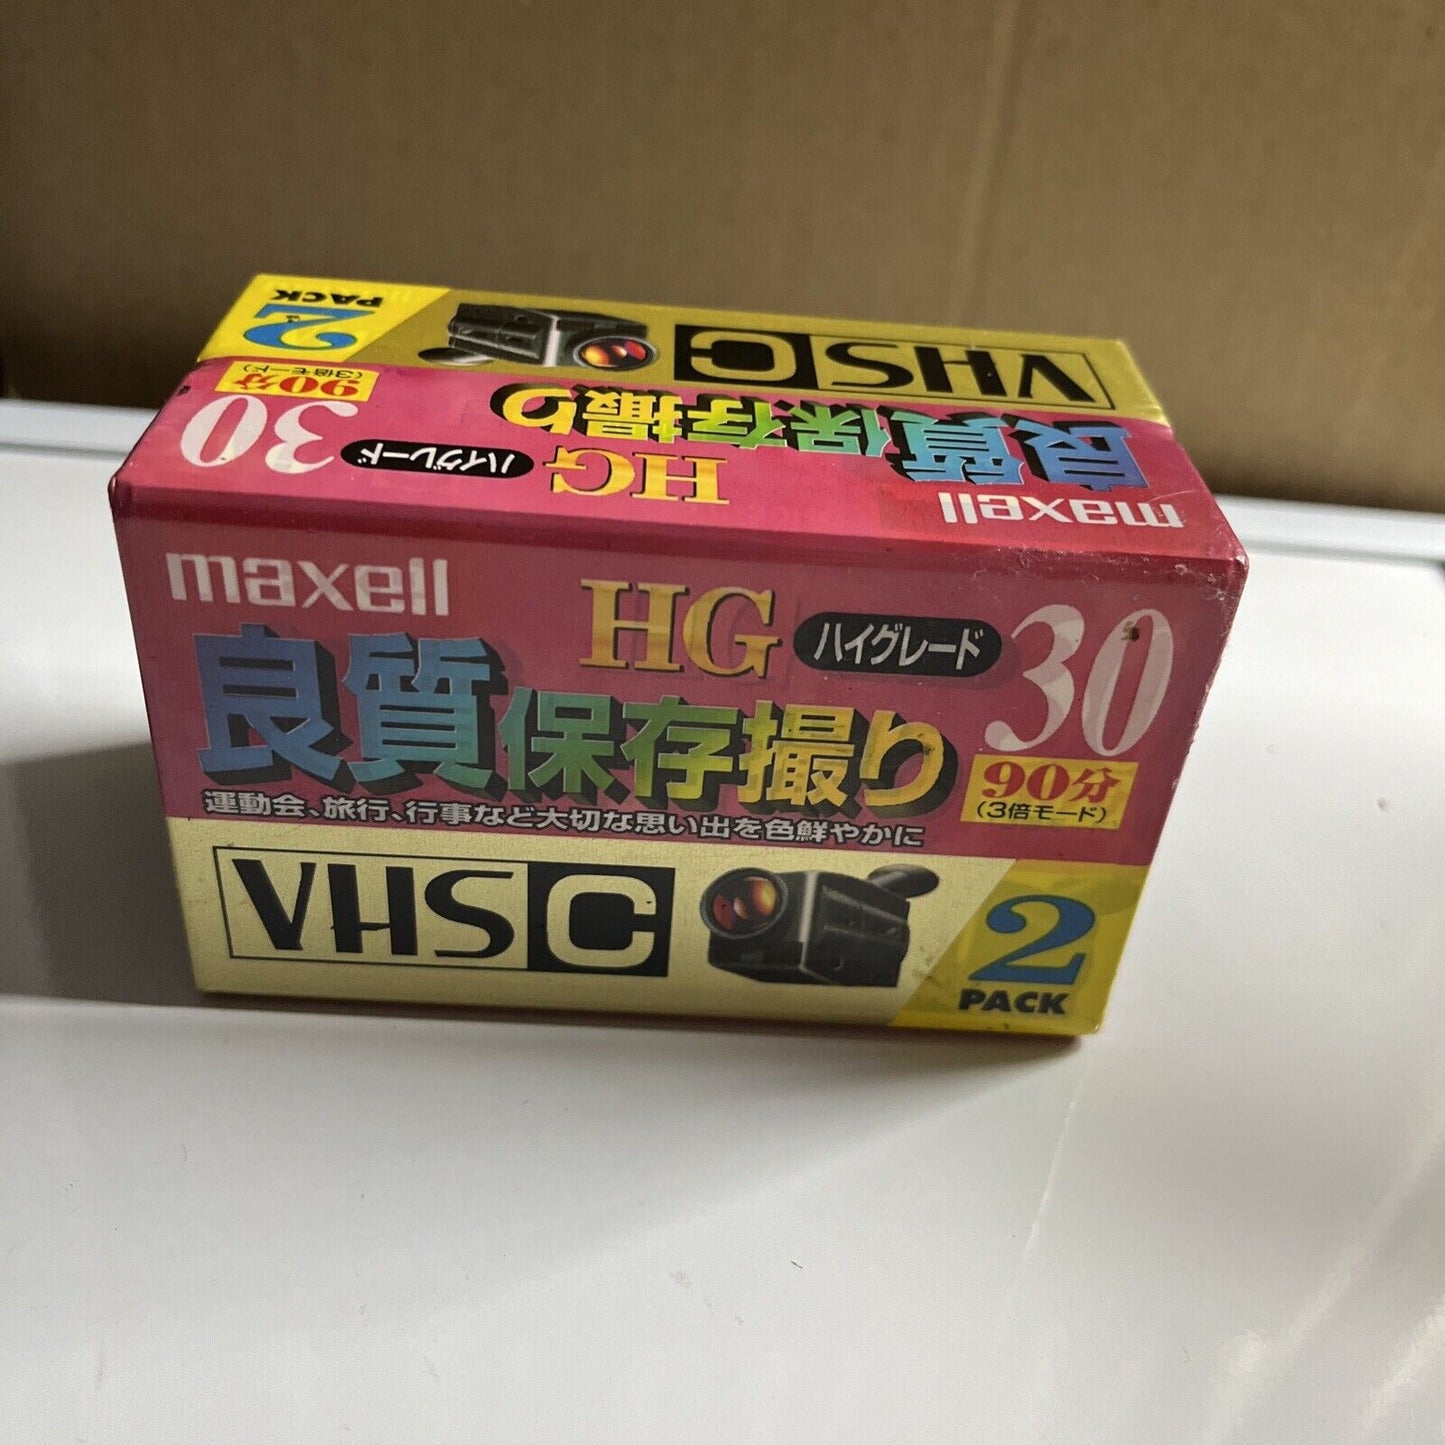 2
PACK
VHSC
90分
(3倍モード)
30
良質保存撮り
HG
ハイグレード
maxell
maxell
HG
ハイグレード
30
良質保存撮り
90分
(3倍モード)
運動会、旅行、行事など大切な思い出を色鮮やかに
VHSC
2
PACK